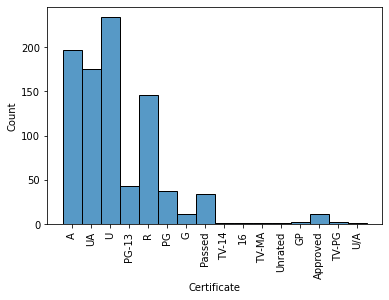 200
150
100
50
0
Count
A
UA
U
PG-13
R
PG
G
Passed
TV-14
16
TV-MA
Unrated
GP
Approved
TV-PG
U/A
Certificate